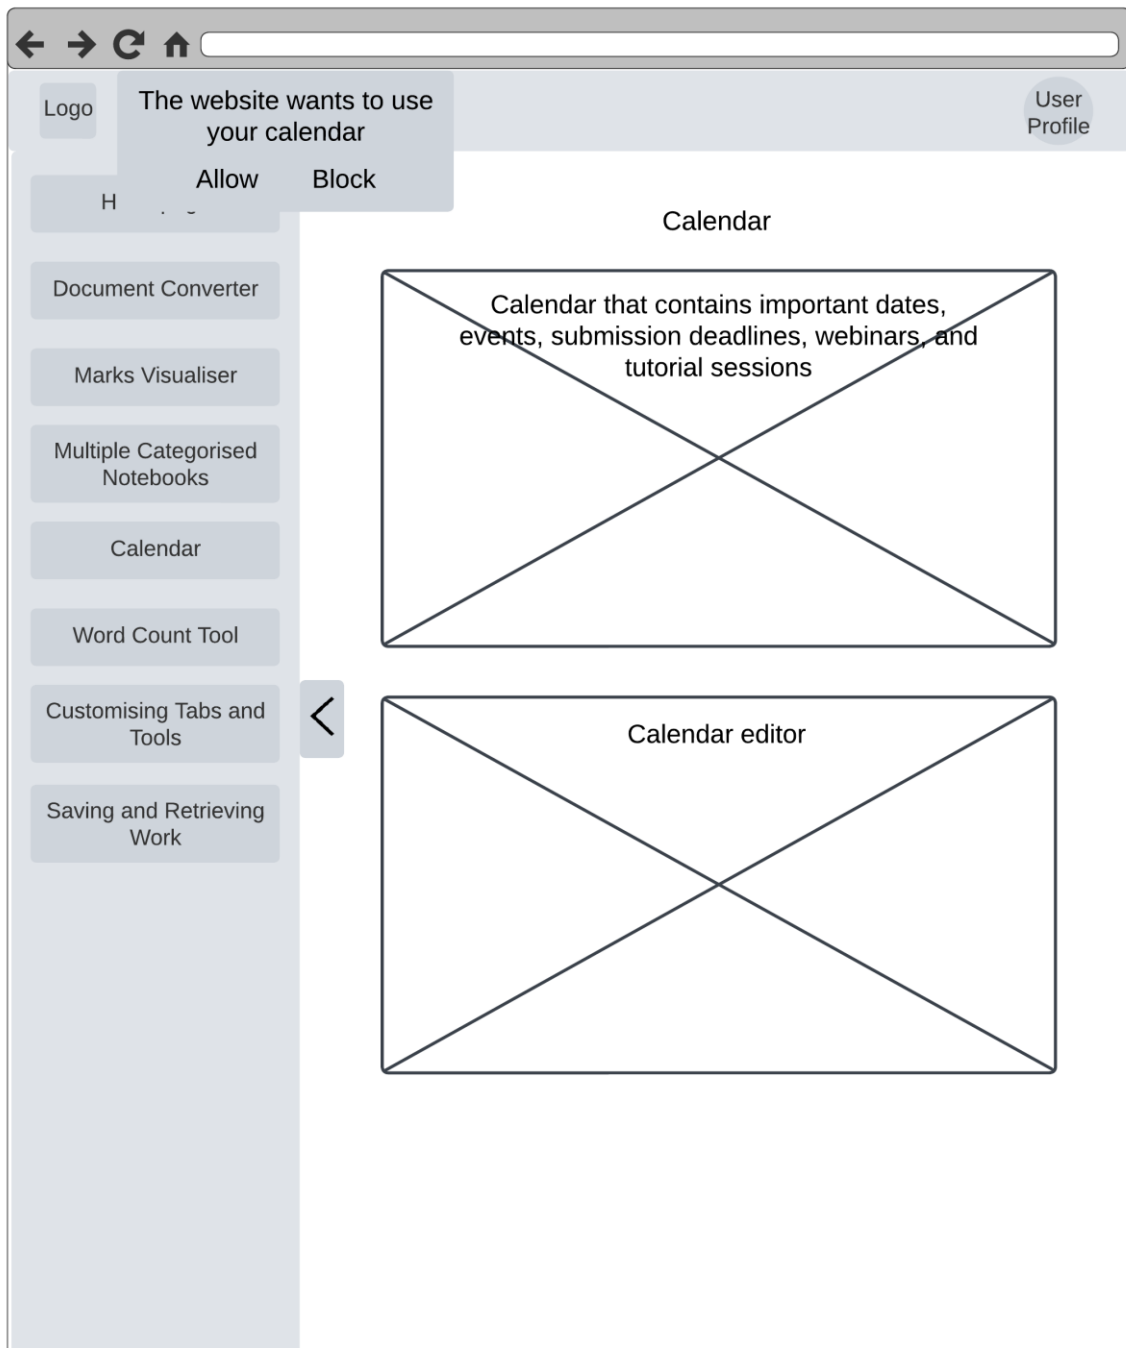 Logo
The website wants to use
your calendar
Allow Block
User
Profile
Document Converter
Marks Visualiser
Multiple Categorised
Notebooks
Calendar
Word Count Tool
Customising Tabs and
Tools
Saving and Retrieving
Work
Calendar
Calendar that contains important dates,
events, submission deadlines, webinars, and
tutorial sessions
Calendar editor